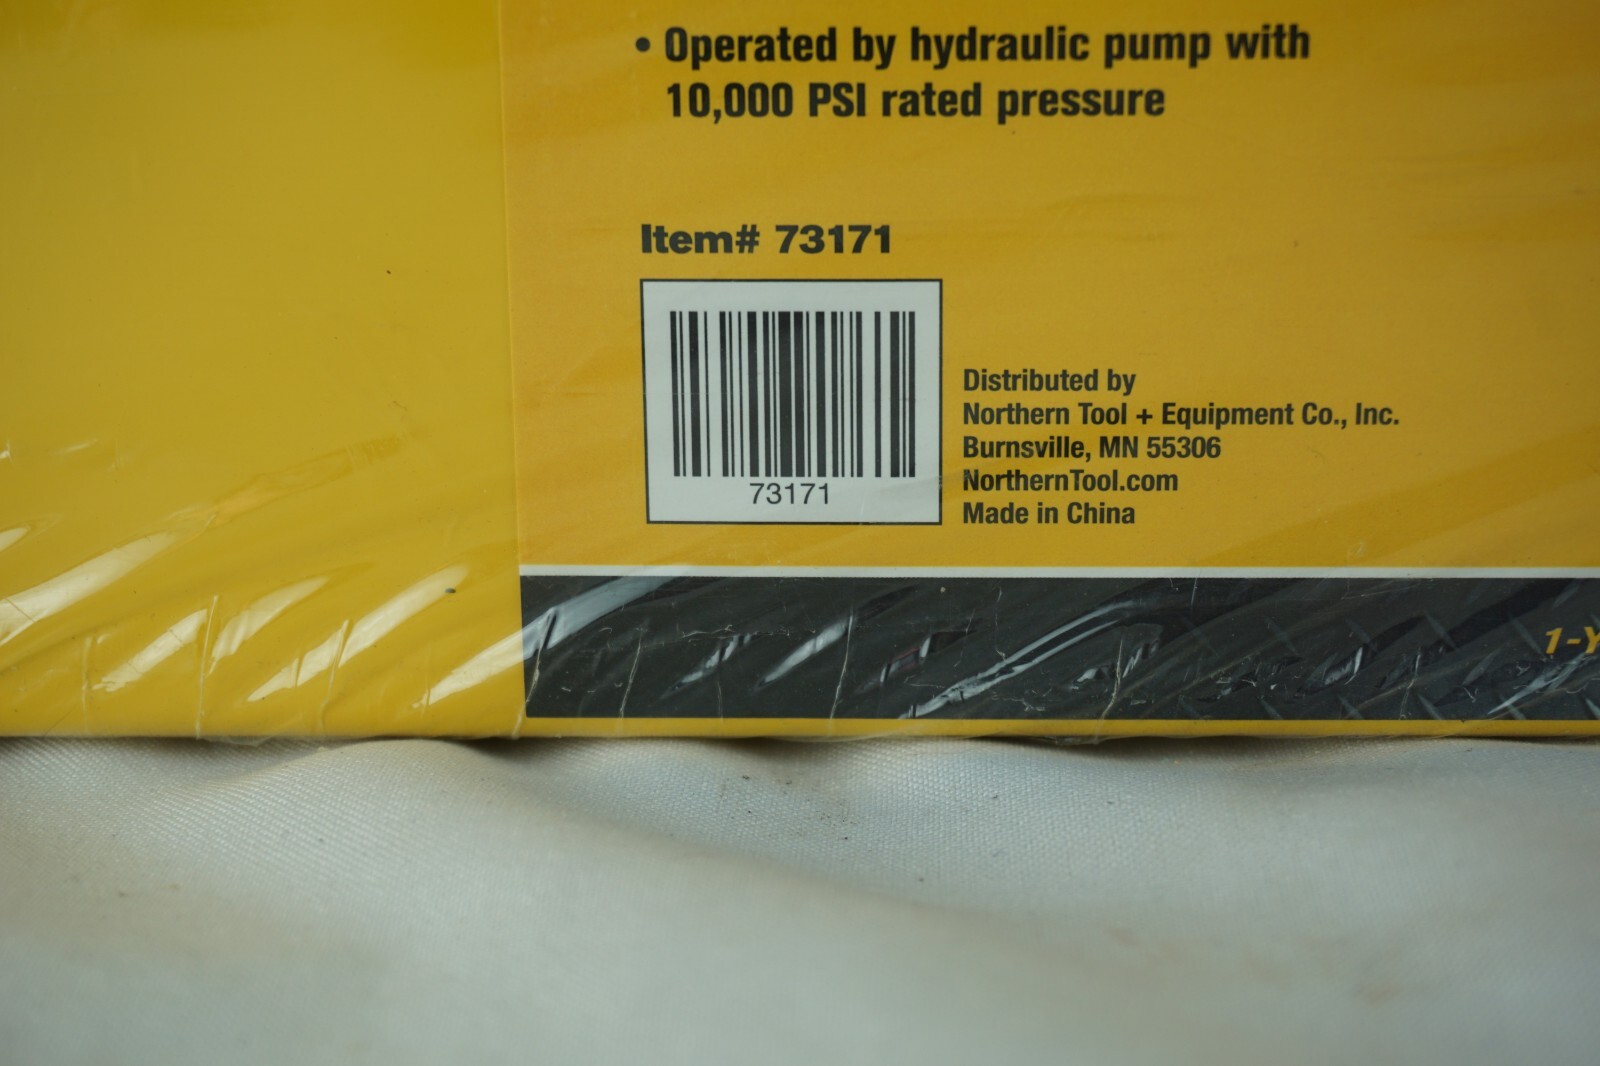 • Operated by hydraulic pump with
10,000 PSI rated pressure
Item# 73171
73171
Distributed by
Northern Tool + Equipment Co., Inc.
Burnsville, MN 55306
NorthernTool.com
Made in China
1-Y